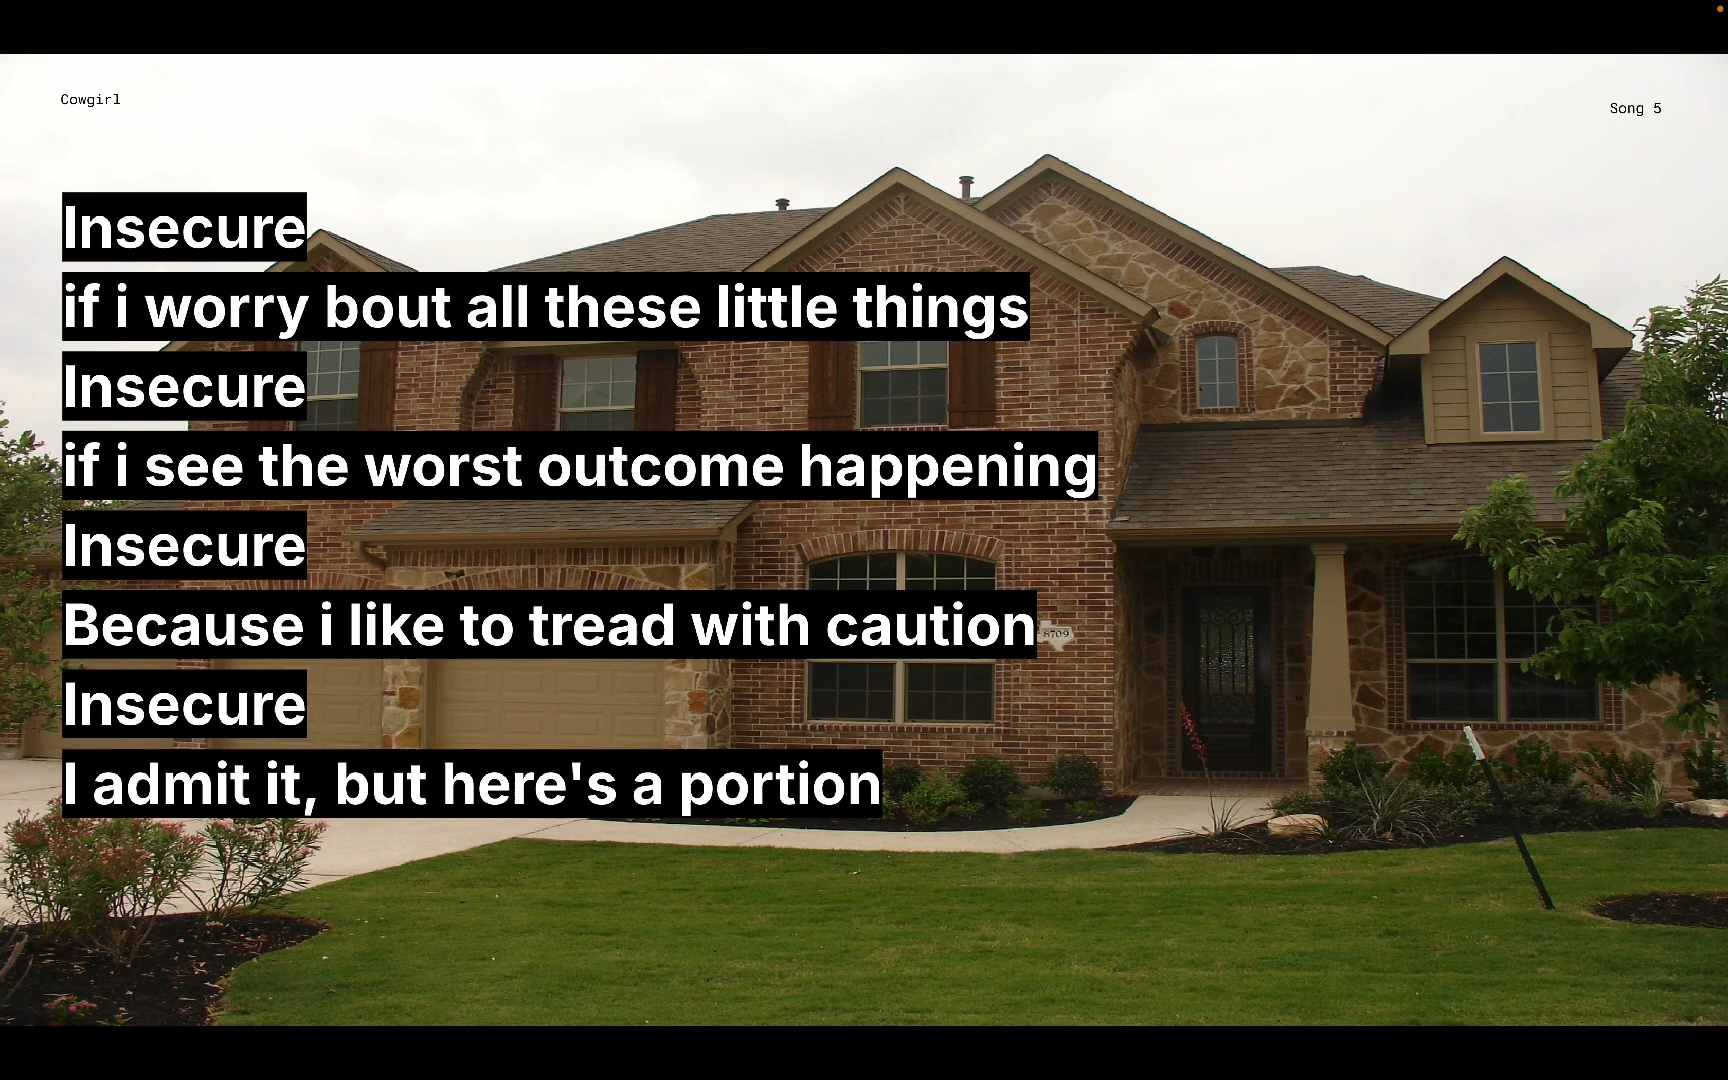 Cowgirl
Song 5
Insecure
if i worry bout all these little things
Insecure
if i see the worst outcome happening
Insecure
Because i like to tread with caution
8709
Insecure
I admit it, but here's a portion